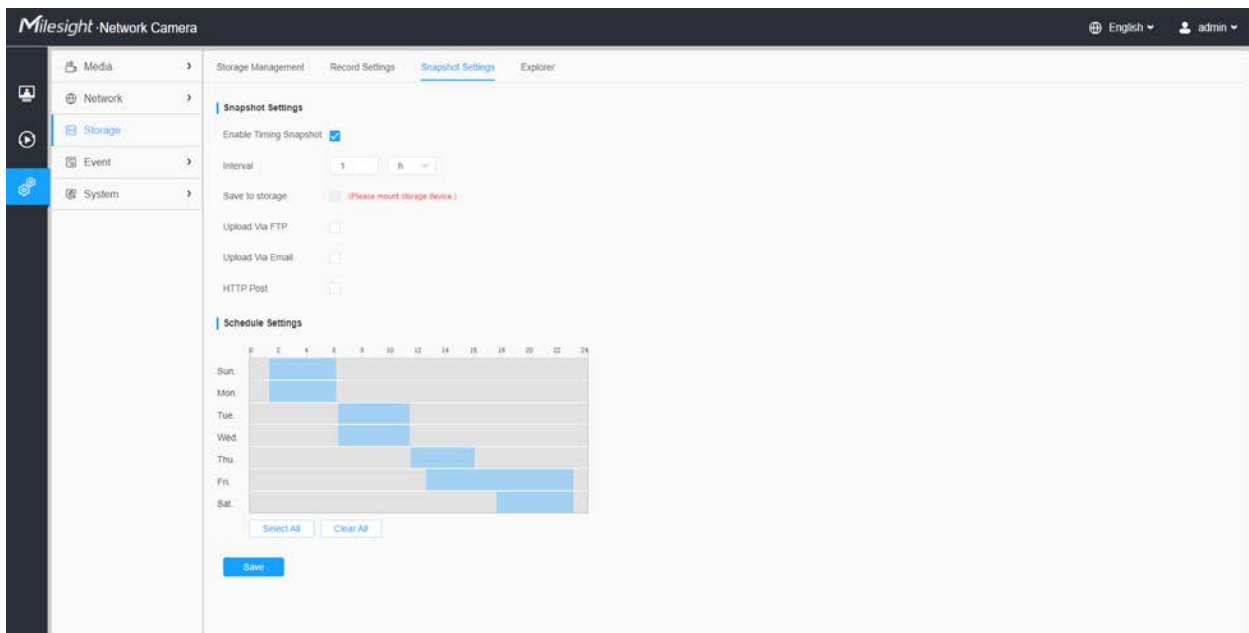 Milesight·Network Camera English admin
Media
Network
Storage
Event
System
Storage Management Record Settings Snapshot Settings Explorer
Snapshot Settings
Enable Timing Snapshot
Interval 1 h
Save to storage (Please mount storage device.)
Upload Via FTP
Upload Via Email
HTTP Post
Schedule Settings
0 2 4 6 8 10 12 14 16 18 20 22 24
Sun.
Mon.
Tue.
Wed.
Thu.
Fri.
Sat.
Select All Clear All
Save